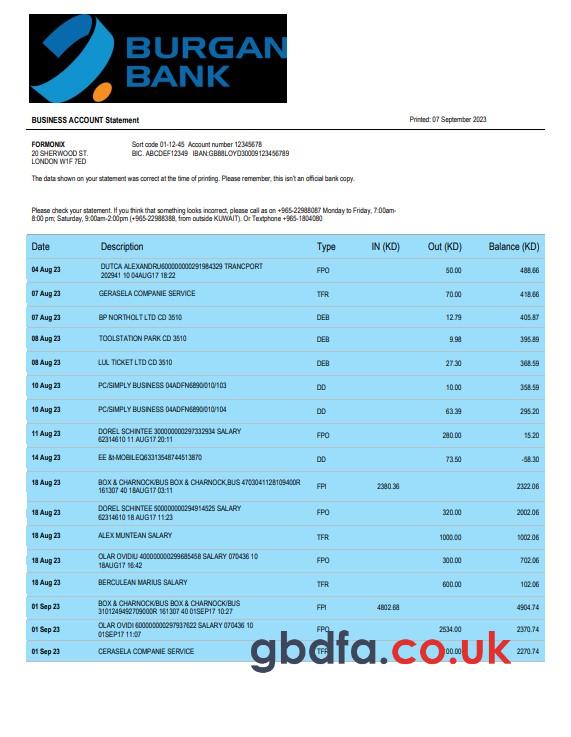 BURGAN
BANK
BUSINESS ACCOUNT Statement Printed: 07 September 2023
FORMONIX Sort code 01-12-45 Account number 12345678
20 SHERWOOD ST. BIC. ABCDEF12349 IBAN:GB88LOYD30009123456789
LONDON W1F 7ED
The data shown on your statement was correct at the time of printing. Please remember, this isn't an official bank copy.
Please check your statement. If you think that something looks incorrect, please call as on +965-22988087 Monday to Friday, 7:00am-
8:00 pm; Saturday, 9:00am-2:00pm (+965-22988388, from outside KUWAIT). Or Textphone +965-1804080
Date Description Type IN (KD) Out (KD) Balance (KD)
04 Aug 23 DUTCA ALEXANDRU6000000000291984329 TRANCPORT FPO 50.00 488.66
202941 10 04AUG17 18:22
07 Aug 23 GERASELA COMPANIE SERVICE TFR 70.00 418.66
07 Aug 23 BP NORTHOLT LTD CD 3510 DEB 12.79 405.87
08 Aug 23 TOOLSTATION PARK CD 3510 DEB 9.98 395.89
08 Aug 23 LUL TICKET LTD CD 3510 DEB 27.30 368.59
10 Aug 23 PC/SIMPLY BUSINESS 04ADFN6890/010/103 DD 10.00 358.59
10 Aug 23 PC/SIMPLY BUSINESS 04ADFN6890/010/104 DD 63.39 295.20
11 Aug 23 DOREL SCHINTEE 300000000297332934 SALARY FPO 280.00 15.20
62314610 11 AUG17 20:11
14 Aug 23 EE &t-MOBILEQ63313548744513870 DD 73.50 -58.30
18 Aug 23 BOX & CHARNOCK/BUS BOX & CHARNOCK,BUS 4703041128109400R FPI 2380.36 2322.06
161307 40 18AUG17 03:11
18 Aug 23 DOREL SCHINTEE 500000000294914525 SALARY FPO 320.00 2002.06
62314610 18 AUG17 11:23
18 Aug 23 ALEX MUNTEAN SALARY TFR 1000.00 1002.06
18 Aug 23 OLAR OVIDIU 400000000299685458 SALARY 070436 10 FPO 300.00 702.06
18AUG17 16:42
18 Aug 23 BERCULEAN MARIUS SALARY TFR 600.00 102.06
01 Sep 23 BOX & CHARNOCK/BUS BOX & CHARNOCK/BUS FPI 4802.68 4904.74
3101249492709000R 161307 40 01SEP17 10:27
01 Sep 23 OLAR OVIDI 6000000000297937622 SALARY 070436 10 FPO 2534.00 2370.74
01SEP17 11:07
01 Sep 23 CERASELA COMPANIE SERVICE TFR 2270.74
gbdfa.co.uk